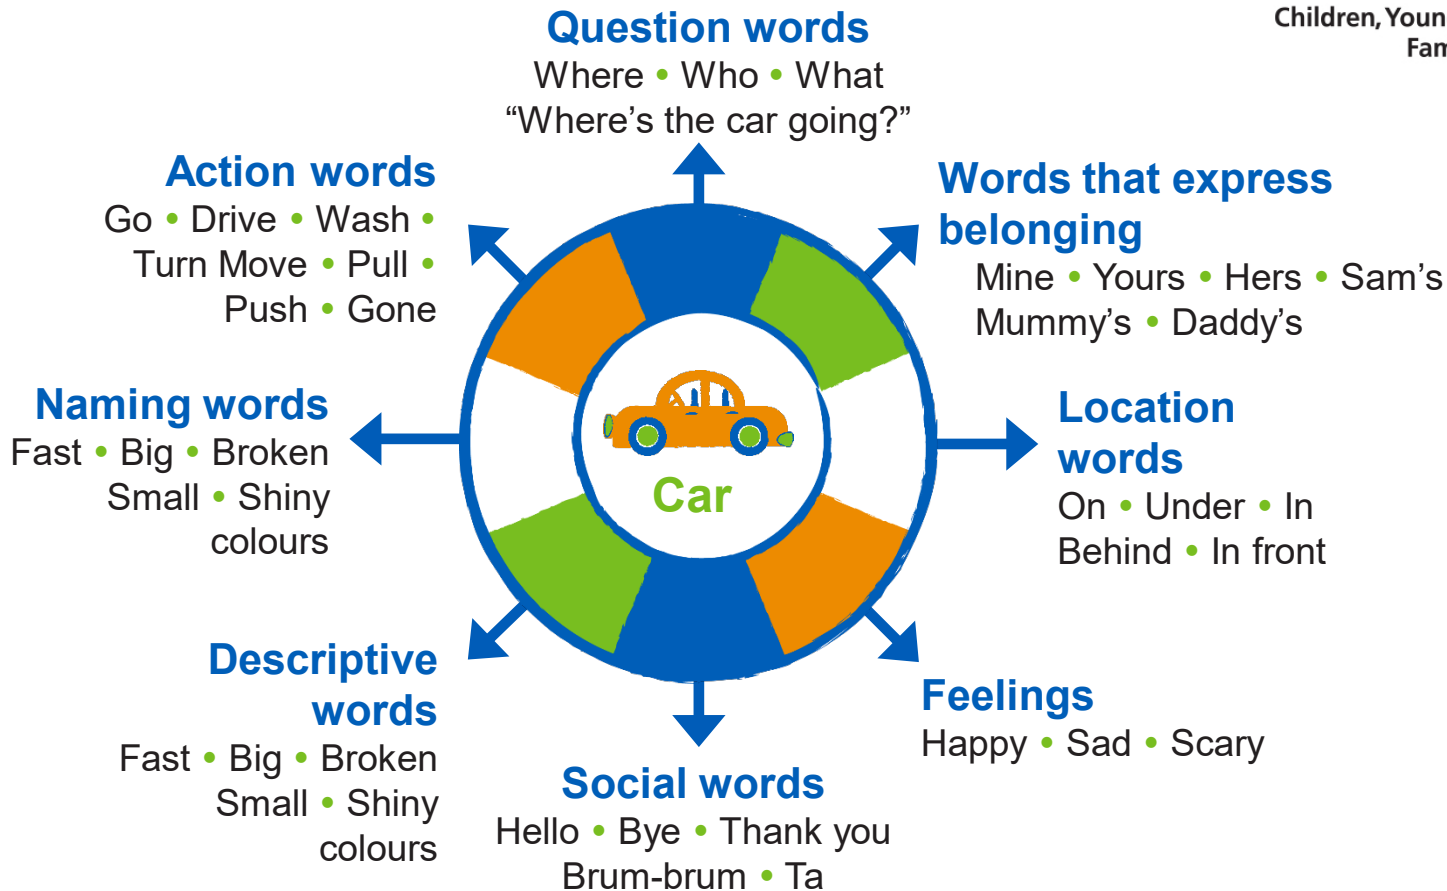 Children, Youn
Fam
Question words
Where • Who • What
“Where’s the car going?”
Action words
Go • Drive • Wash •
Turn Move • Pull •
Push • Gone
Words that express
belonging
Mine • Yours • Hers • Sam’s
Mummy’s • Daddy’s
Naming words
Fast • Big • Broken
Small • Shiny
colours
Location
words
On • Under • In
Behind • In front
Car
Descriptive
words
Fast • Big • Broken
Small • Shiny
colours
Feelings
Happy • Sad • Scary
Social words
Hello • Bye • Thank you
Brum-brum • Ta